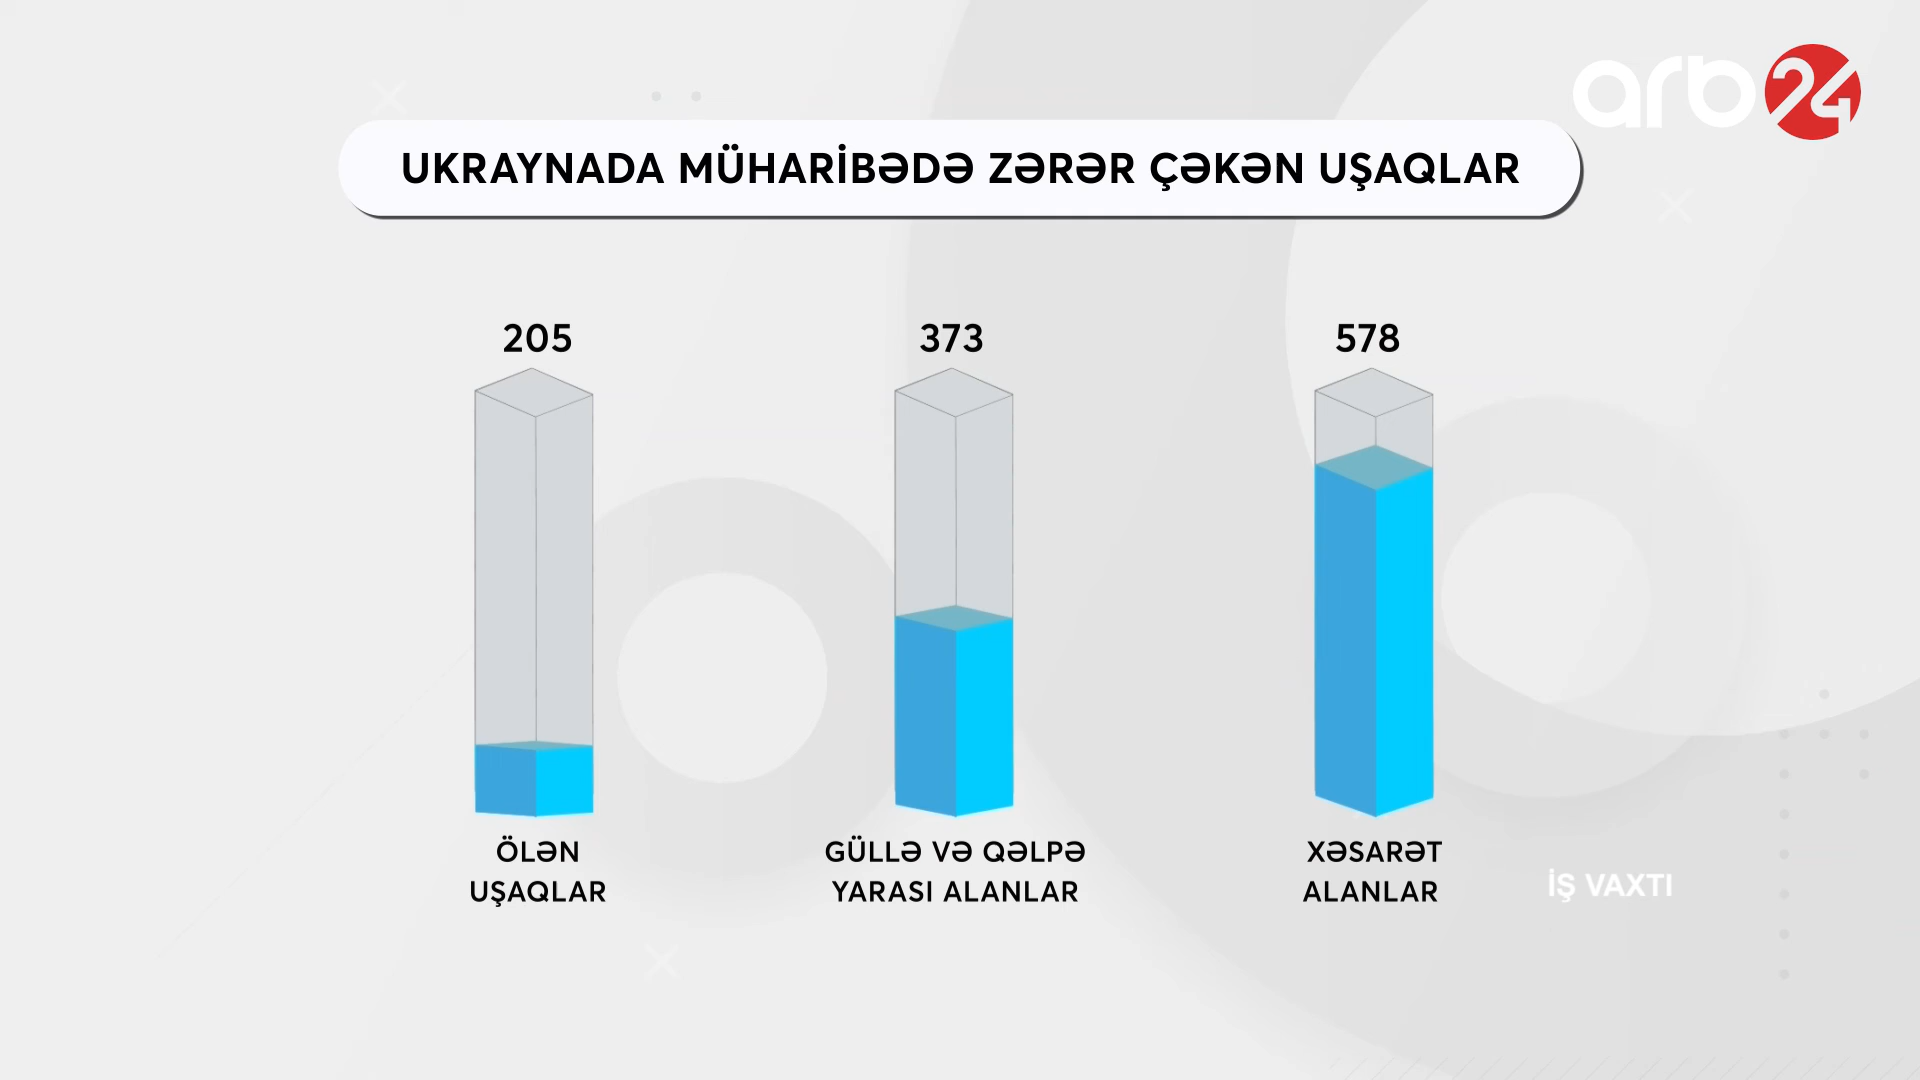 arb24
UKRAYNADA MÜHARİBƏDƏ ZƏRƏR ÇƏKƏN UŞAQLAR
205
373
578
ÖLƏN
UŞAQLAR
GÜLLƏ VƏ QƏLPƏ
YARASI ALANLAR
XƏSARƏT
ALANLAR
İŞ VAXTI